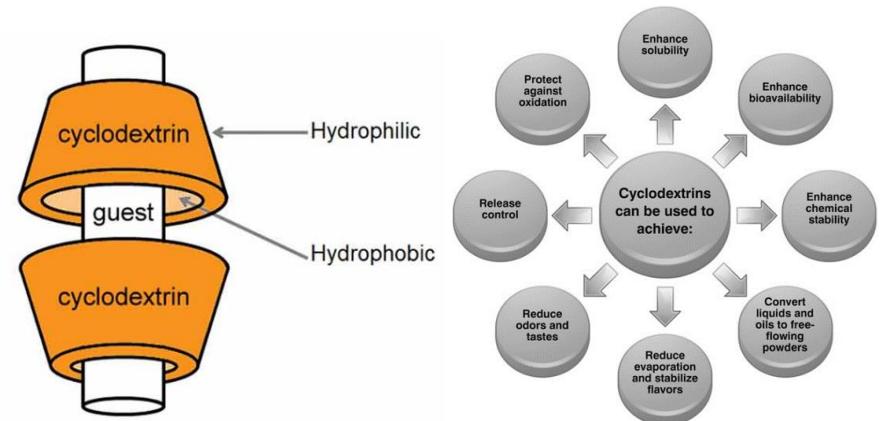 cyclodextrin
Hydrophilic
guest
Hydrophobic
cyclodextrin
Enhance
solubility
Protect
against
oxidation
Enhance
bioavailability
Release
control
Cyclodextrins
can be used to
achieve:
Enhance
chemical
stability
Reduce
odors and
tastes
Convert
liquids and
oils to free-
flowing
powders
Reduce
evaporation
and stabilize
flavors